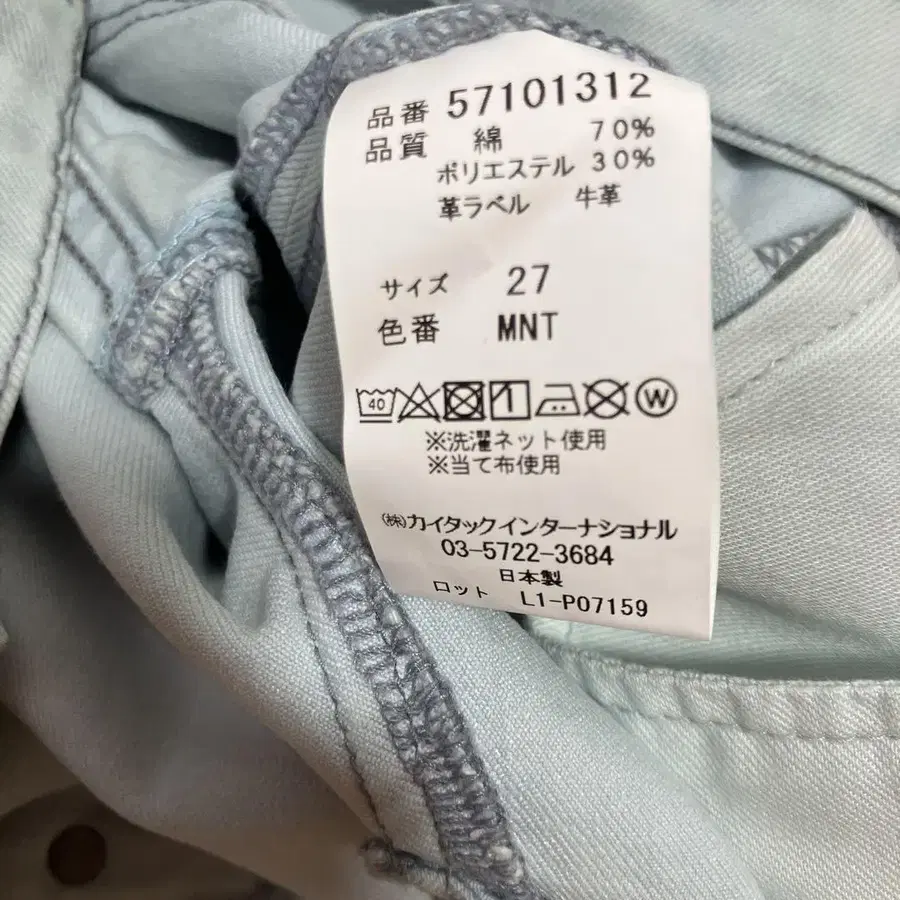 品番 57101312
品質 綿 70%
ポリエステル 30%
革ラベル 牛革
サイズ 27
色番 MNT
40 W
※洗濯ネット使用
※当て布使用
㈱カイタックインターナショナル
03-5722-3684
日本製
ロット L1-P07159